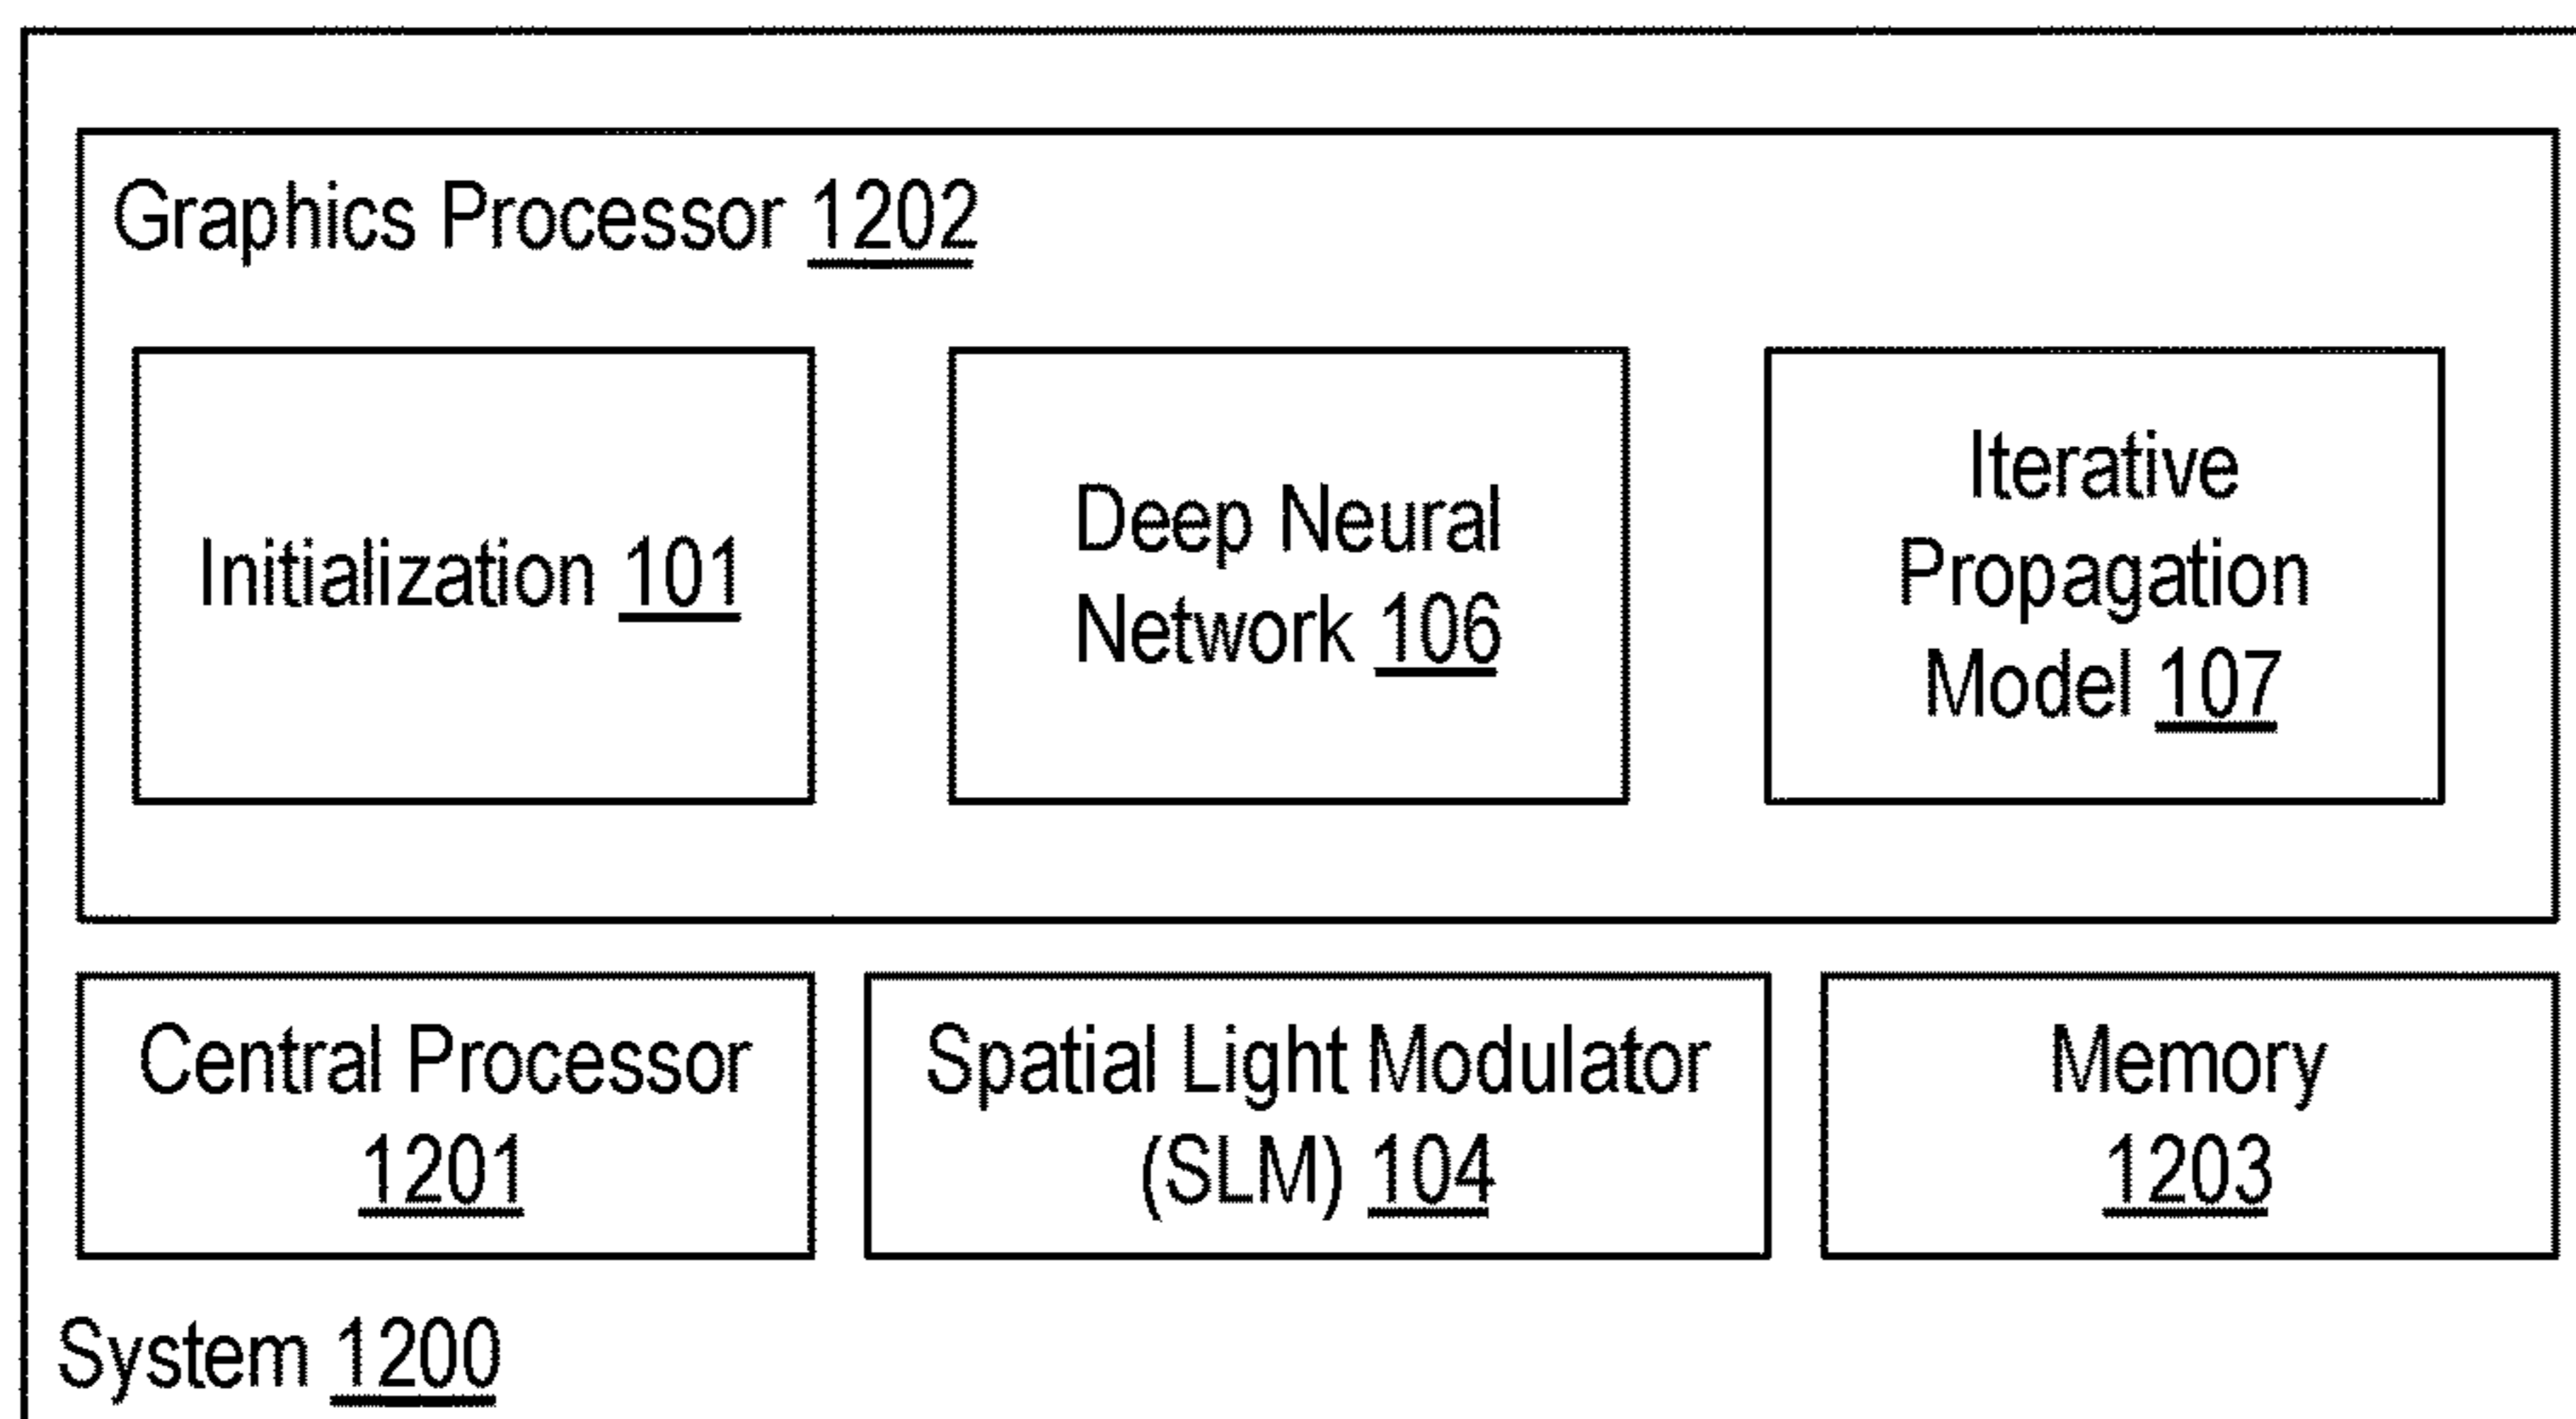 Graphics Processor 1202
Initialization 101
Deep Neural
Network 106
Iterative
Propagation
Model 107
Central Processor
1201
Spatial Light Modulator
(SLM) 104
Memory
1203
System 1200